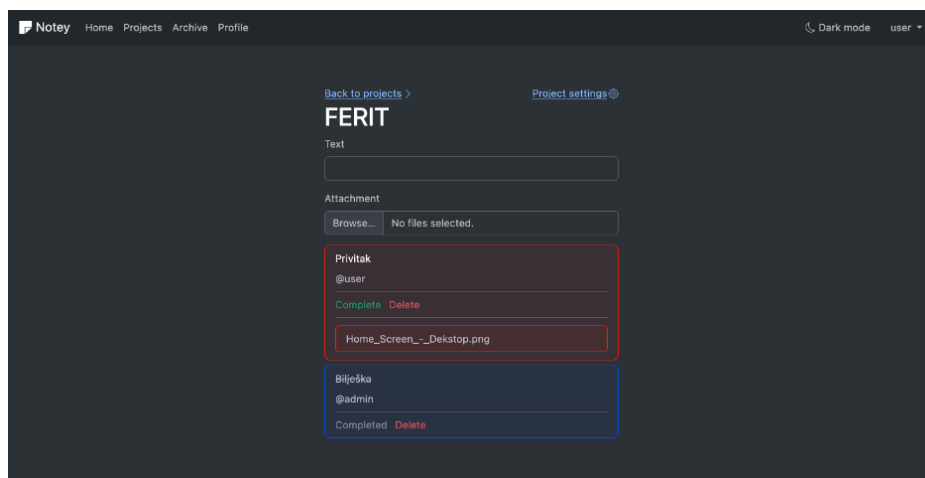 Notey Home Projects Archive Profile Dark mode user
Back to projects > Project settings
FERIT
Text
Attachment
Browse... No files selected.
Privitak
@user
Complete Delete
Home_Screen_-_Dekstop.png
Bilješka
@admin
Completed Delete